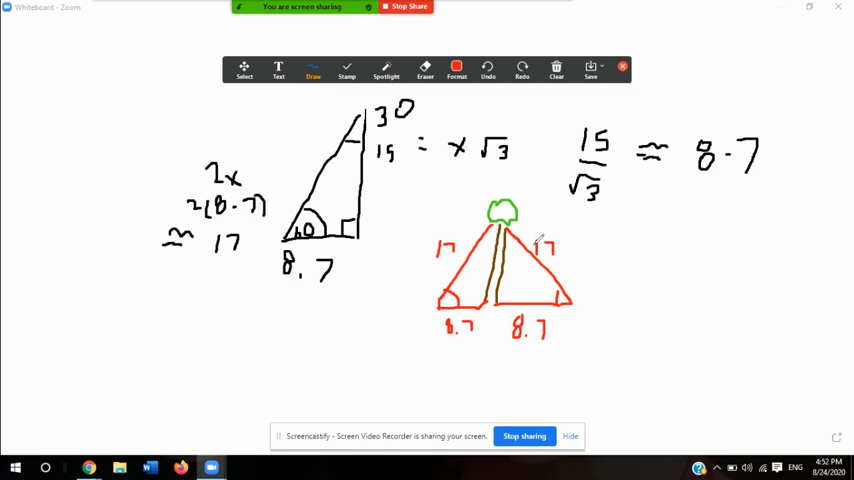 Whiteboard - Zoom
You are screen sharing
Stop Share
Select
Text
Draw
Stamp
Spotlight
Eraser
Format
Undo
Redo
Clear
Save
30
15 = x √3
15
√3
≈ 8.7
2x
2(8.7)
≈ 17
60
8.7
17
17
8.7
8.7
Screencastify - Screen Video Recorder is sharing your screen.
Stop sharing
Hide
ENG
4:52 PM
8/24/2020